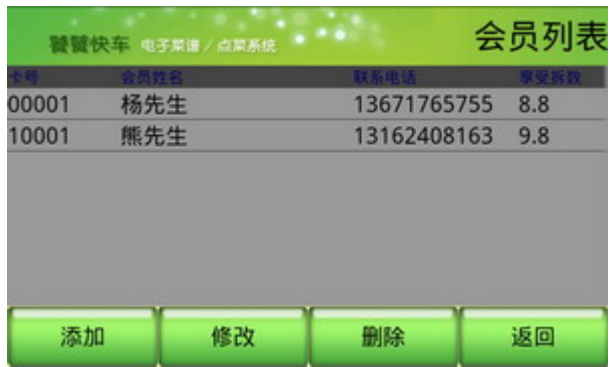 餐餐快车 电子菜谱/点菜系统 会员列表
卡号 会员姓名 联系电话 享受折数
00001 杨先生 13671765755 8.8
10001 熊先生 13162408163 9.8
添加 修改 删除 返回